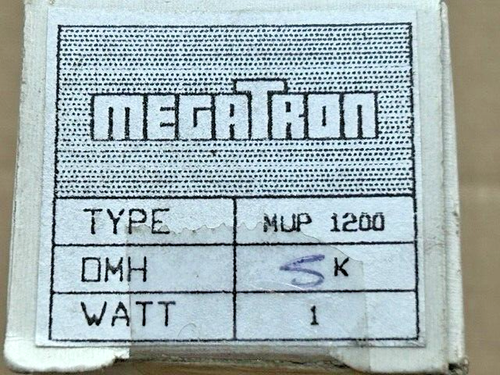 MEGATRON
TYPE MUP 1200
OMH 5 K
WATT 1